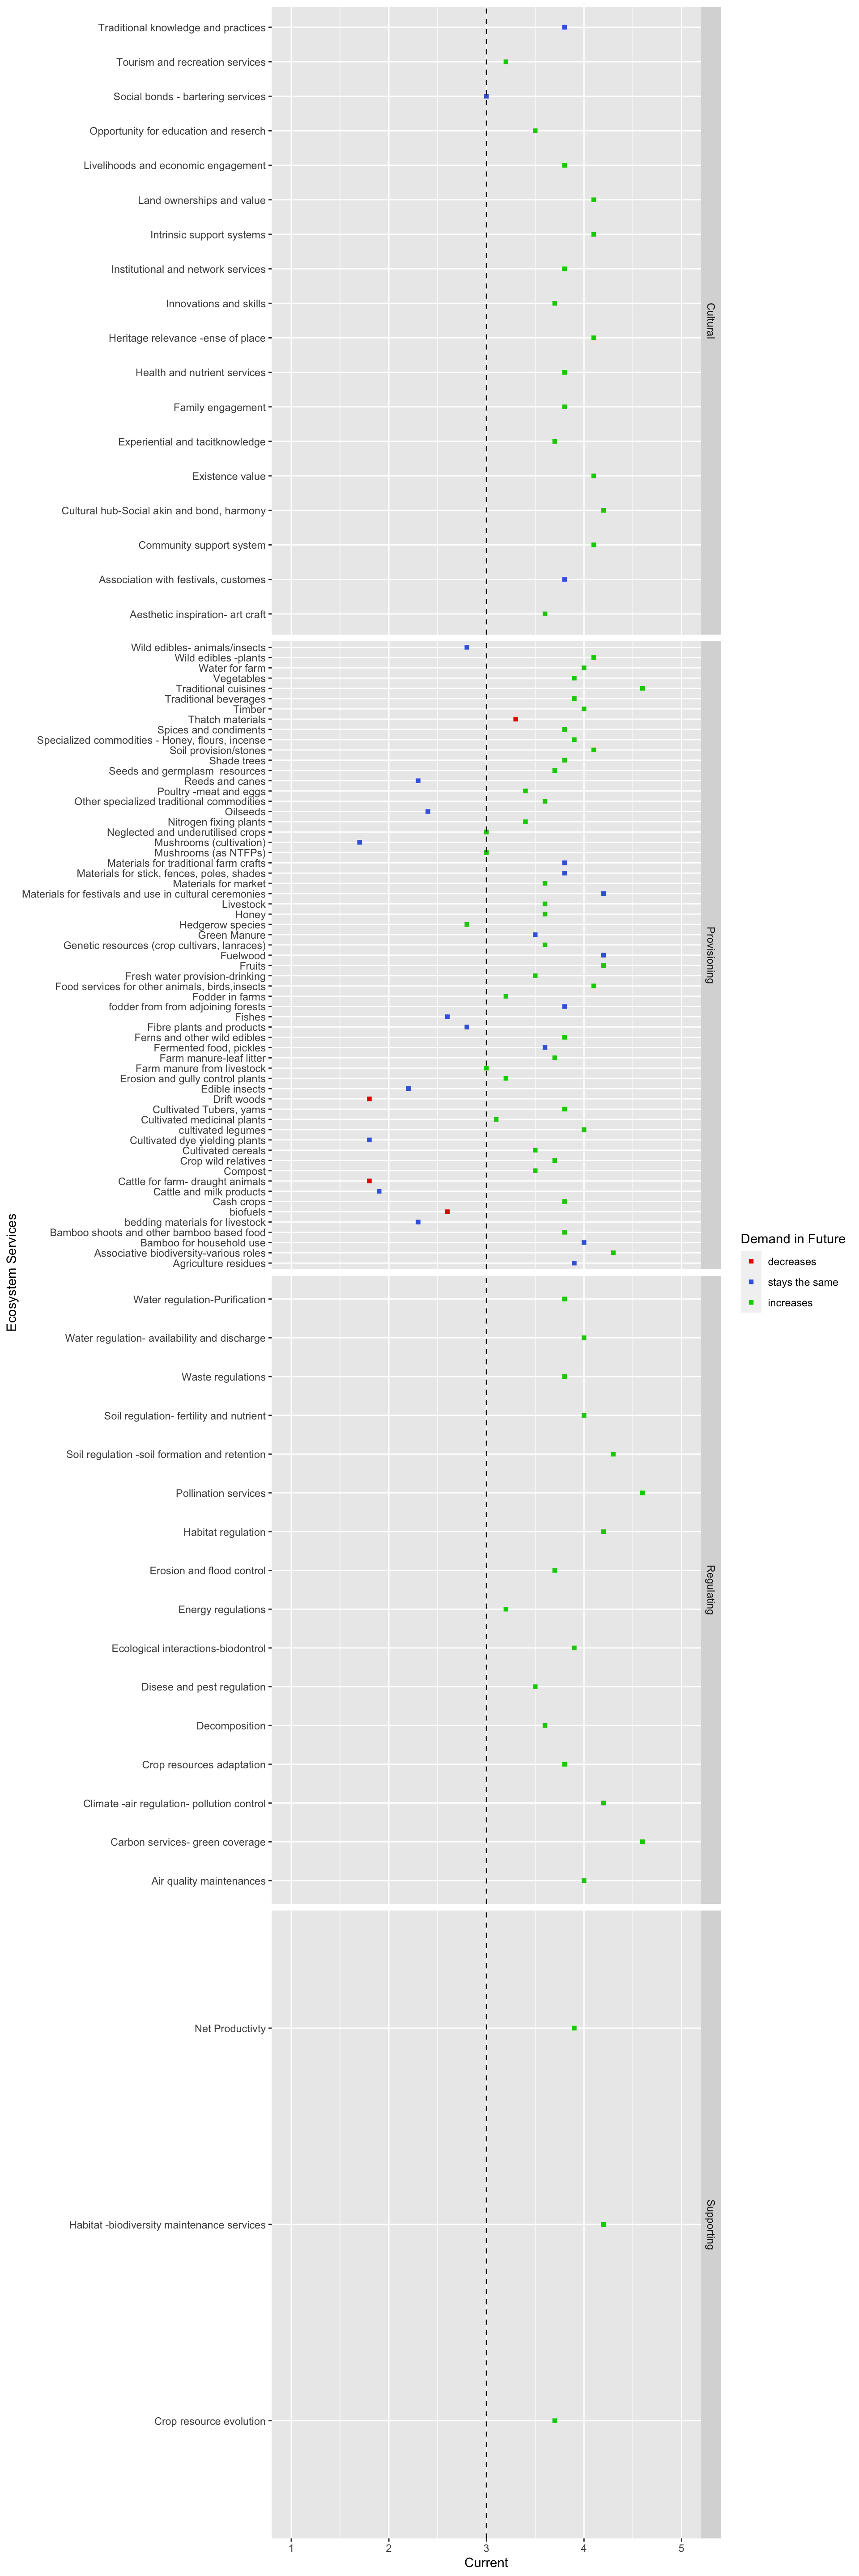 Traditional knowledge and practices
Tourism and recreation services
Social bonds - bartering services
Opportunity for education and reserch
Livelihoods and economic engagement
Land ownerships and value
Intrinsic support systems
Institutional and network services
Innovations and skills
Heritage relevance -ense of place
Health and nutrient services
Family engagement
Experiential and tacitknowledge
Existence value
Cultural hub-Social akin and bond, harmony
Community support system
Association with festivals, customes
Aesthetic inspiration- art craft
Cultural
Wild edibles- animals/insects
Wild edibles -plants
Water for farm
Vegetables
Traditional cuisines
Traditional beverages
Timber
Thatch materials
Spices and condiments
Specialized commodities - Honey, flours, incense
Soil provision/stones
Shade trees
Seeds and germplasm  resources
Reeds and canes
Poultry -meat and eggs
Other specialized traditional commodities
Oilseeds
Nitrogen fixing plants
Neglected and underutilised crops
Mushrooms (cultivation)
Mushrooms (as NTFPs)
Materials for traditional farm crafts
Materials for stick, fences, poles, shades
Materials for market
Materials for festivals and use in cultural ceremonies
Livestock
Honey
Hedgerow species
Green Manure
Genetic resources (crop cultivars, lanraces)
Fuelwood
Fruits
Fresh water provision-drinking
Food services for other animals, birds,insects
Fodder in farms
fodder from from adjoining forests
Fishes
Fibre plants and products
Ferns and other wild edibles
Fermented food, pickles
Farm manure-leaf litter
Farm manure from livestock
Erosion and gully control plants
Edible insects
Drift woods
Cultivated Tubers, yams
Cultivated medicinal plants
cultivated legumes
Cultivated dye yielding plants
Cultivated cereals
Crop wild relatives
Compost
Cattle for farm- draught animals
Cattle and milk products
Cash crops
biofuels
bedding materials for livestock
Bamboo shoots and other bamboo based food
Bamboo for household use
Associative biodiversity-various roles
Agriculture residues
Provisioning
Water regulation-Purification
Water regulation- availability and discharge
Waste regulations
Soil regulation- fertility and nutrient
Soil regulation -soil formation and retention
Pollination services
Habitat regulation
Erosion and flood control
Energy regulations
Ecological interactions-biodontrol
Disese and pest regulation
Decomposition
Crop resources adaptation
Climate -air regulation- pollution control
Carbon services- green coverage
Air quality maintenances
Regulating
Net Productivty
Habitat -biodiversity maintenance services
Crop resource evolution
Supporting
1 2 3 4 5
Current
Ecosystem Services
Demand in Future
decreases
stays the same
increases